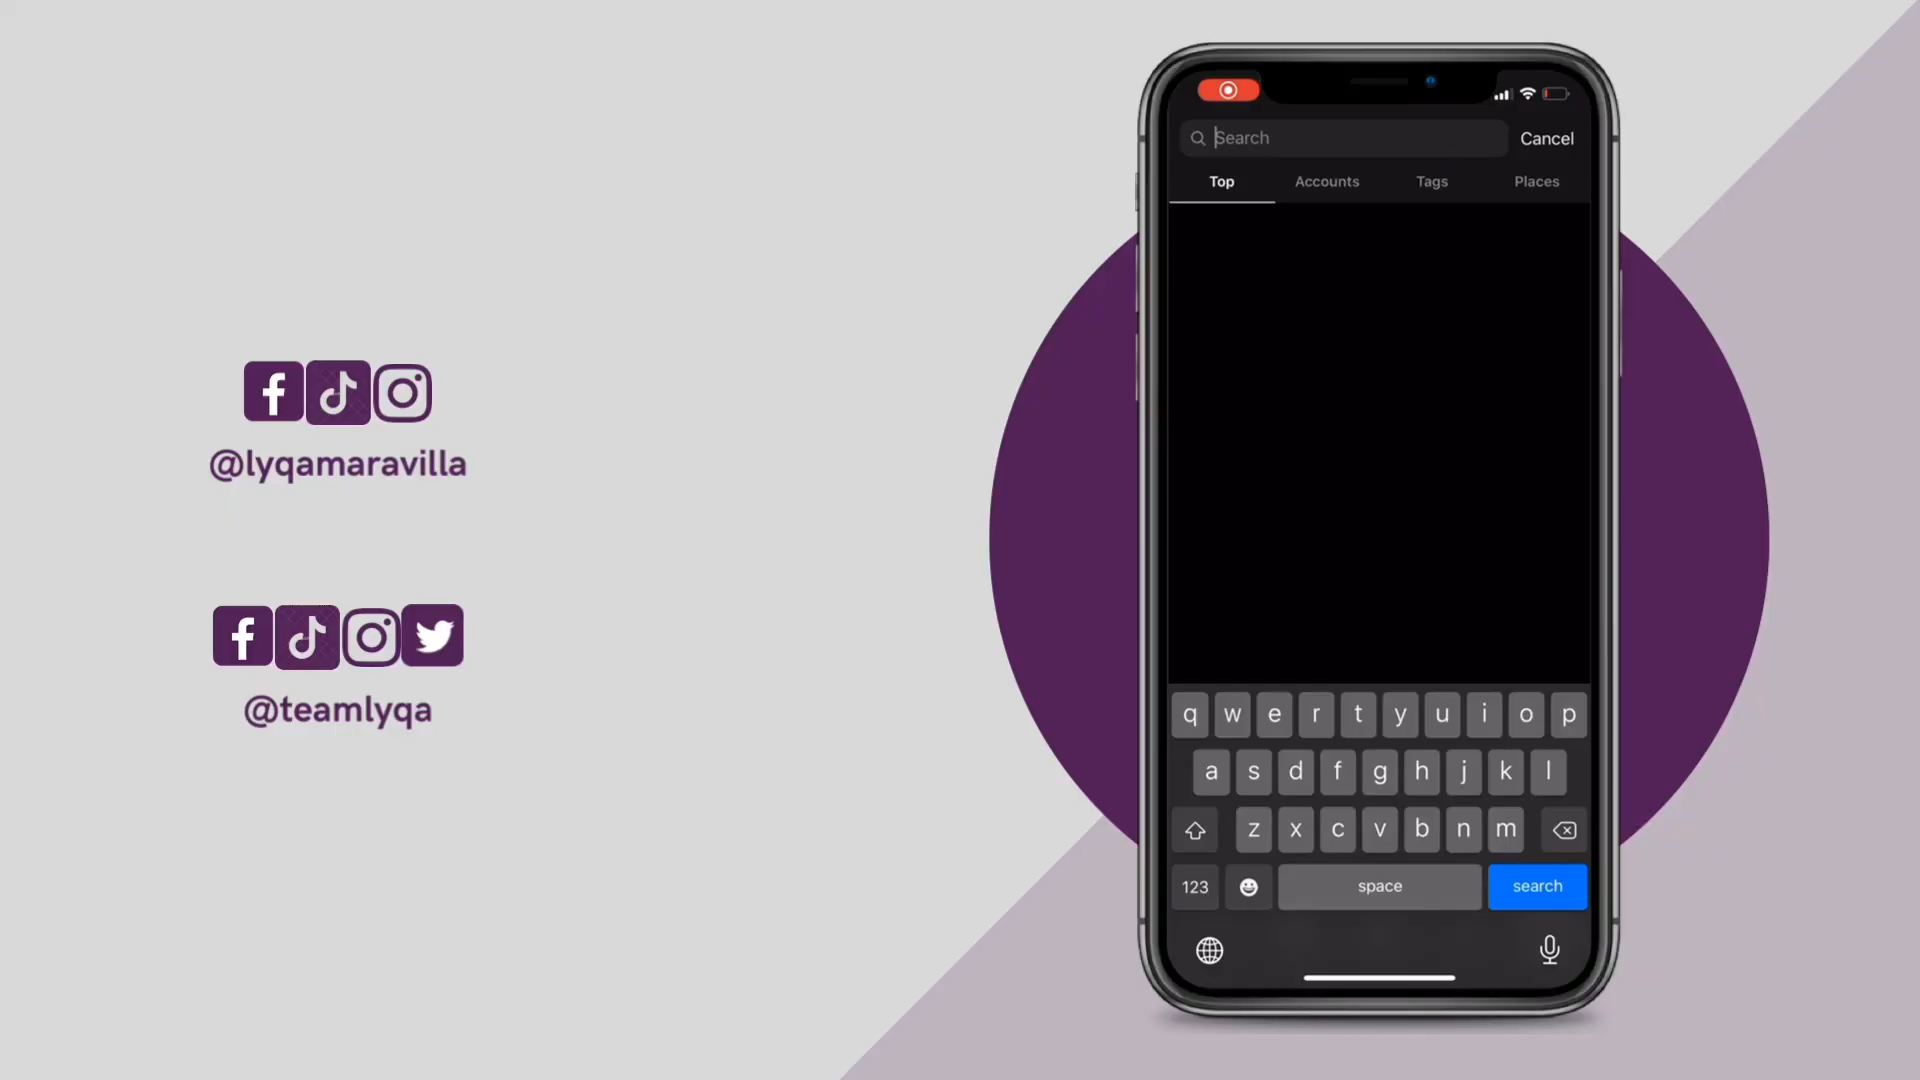 @lyqamaravilla
@teamlyqa
Search
Cancel
Top Accounts Tags Places
q w e r t y u i o p
a s d f g h j k l
z x c v b n m
123 space search